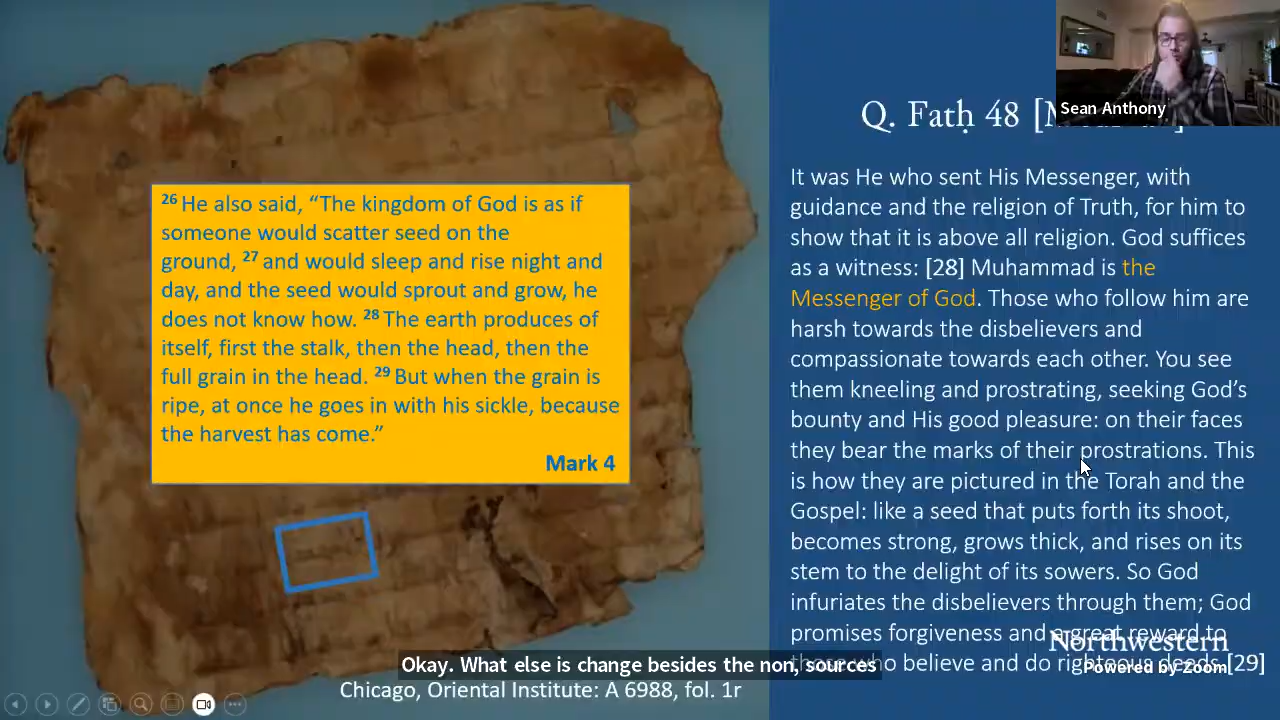 Sean Anthony
Q. Fatḥ 48 [
26 He also said, “The kingdom of God is as if
someone would scatter seed on the
ground, 27 and would sleep and rise night and
day, and the seed would sprout and grow, he
does not know how. 28 The earth produces of
itself, first the stalk, then the head, then the
full grain in the head. 29 But when the grain is
ripe, at once he goes in with his sickle, because
the harvest has come.”
Mark 4
It was He who sent His Messenger, with
guidance and the religion of Truth, for him to
show that it is above all religion. God suffices
as a witness: [28] Muhammad is the
Messenger of God. Those who follow him are
harsh towards the disbelievers and
compassionate towards each other. You see
them kneeling and prostrating, seeking God’s
bounty and His good pleasure: on their faces
they bear the marks of their prostrations. This
is how they are pictured in the Torah and the
Gospel: like a seed that puts forth its shoot,
becomes strong, grows thick, and rises on its
stem to the delight of its sowers. So God
infuriates the disbelievers through them; God
promises forgiveness and a great reward to
those who believe and do righteous deeds. [29]
Northwestern
Powered by Zoom
Okay. What else is change besides the non, sources
Chicago, Oriental Institute: A 6988, fol. 1r